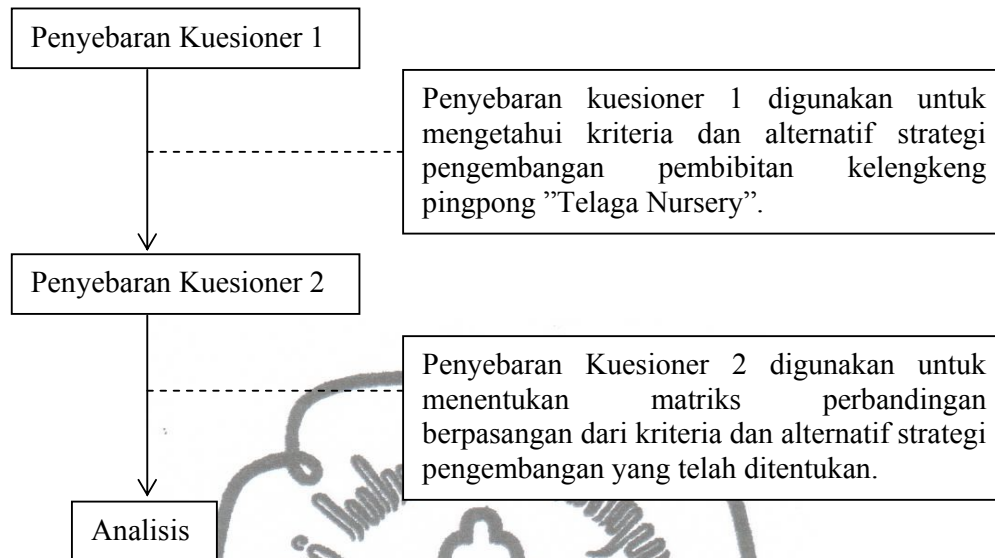 Penyebaran Kuesioner 1
Penyebaran kuesioner 1 digunakan untuk
mengetahui kriteria dan alternatif strategi
pengembangan pembibitan kelengkeng
pingpong ”Telaga Nursery”.
Penyebaran Kuesioner 2
Penyebaran Kuesioner 2 digunakan untuk
menentukan matriks perbandingan
berpasangan dari kriteria dan alternatif strategi
pengembangan yang telah ditentukan.
Analisis